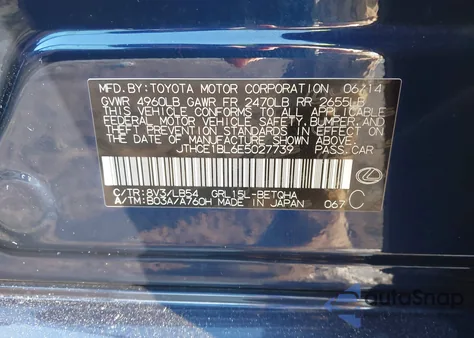 MFD. BY: TOYOTA MOTOR CORPORATION 06/14
GVWR 4960LB GAWR FR 2470LB RR 2655LB
THIS VEHICLE CONFORMS TO ALL APPLICABLE
FEDERAL MOTOR VEHICLE SAFETY, BUMPER, AND
THEFT PREVENTION STANDARDS IN EFFECT ON
THE DATE OF MANUFACTURE SHOWN ABOVE.
JTHCE1BL6E5027739 PASS.CAR
C/TR: 8V3/LB54 GRL15L-BETQHA C
A/TM: B03A/A760H MADE IN JAPAN 067
autoSnap